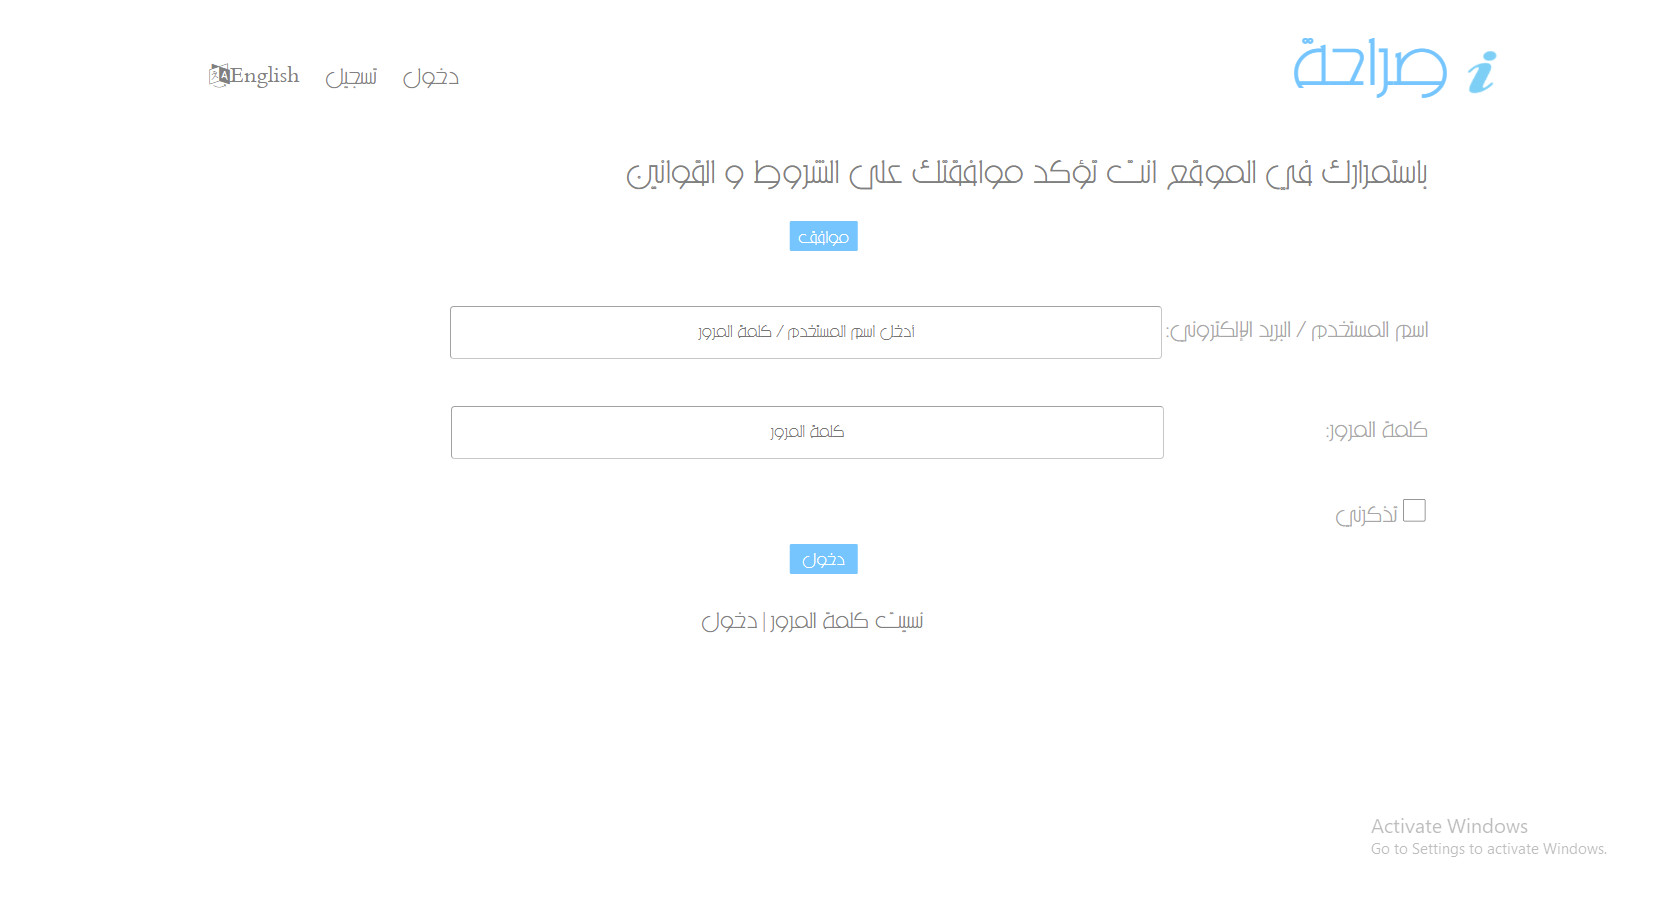 i صراحة
دخول تسجيل English
باستمرارك في الموقع انت تؤكد موافقتك على الشروط و القوانين
موافق
اسم المستخدم / البريد الإلكتروني:
أدخل اسم المستخدم / كلمة المرور
كلمة المرور:
كلمة المرور
تذكرني
دخول
نسيت كلمة المرور | دخول
Activate Windows
Go to Settings to activate Windows.